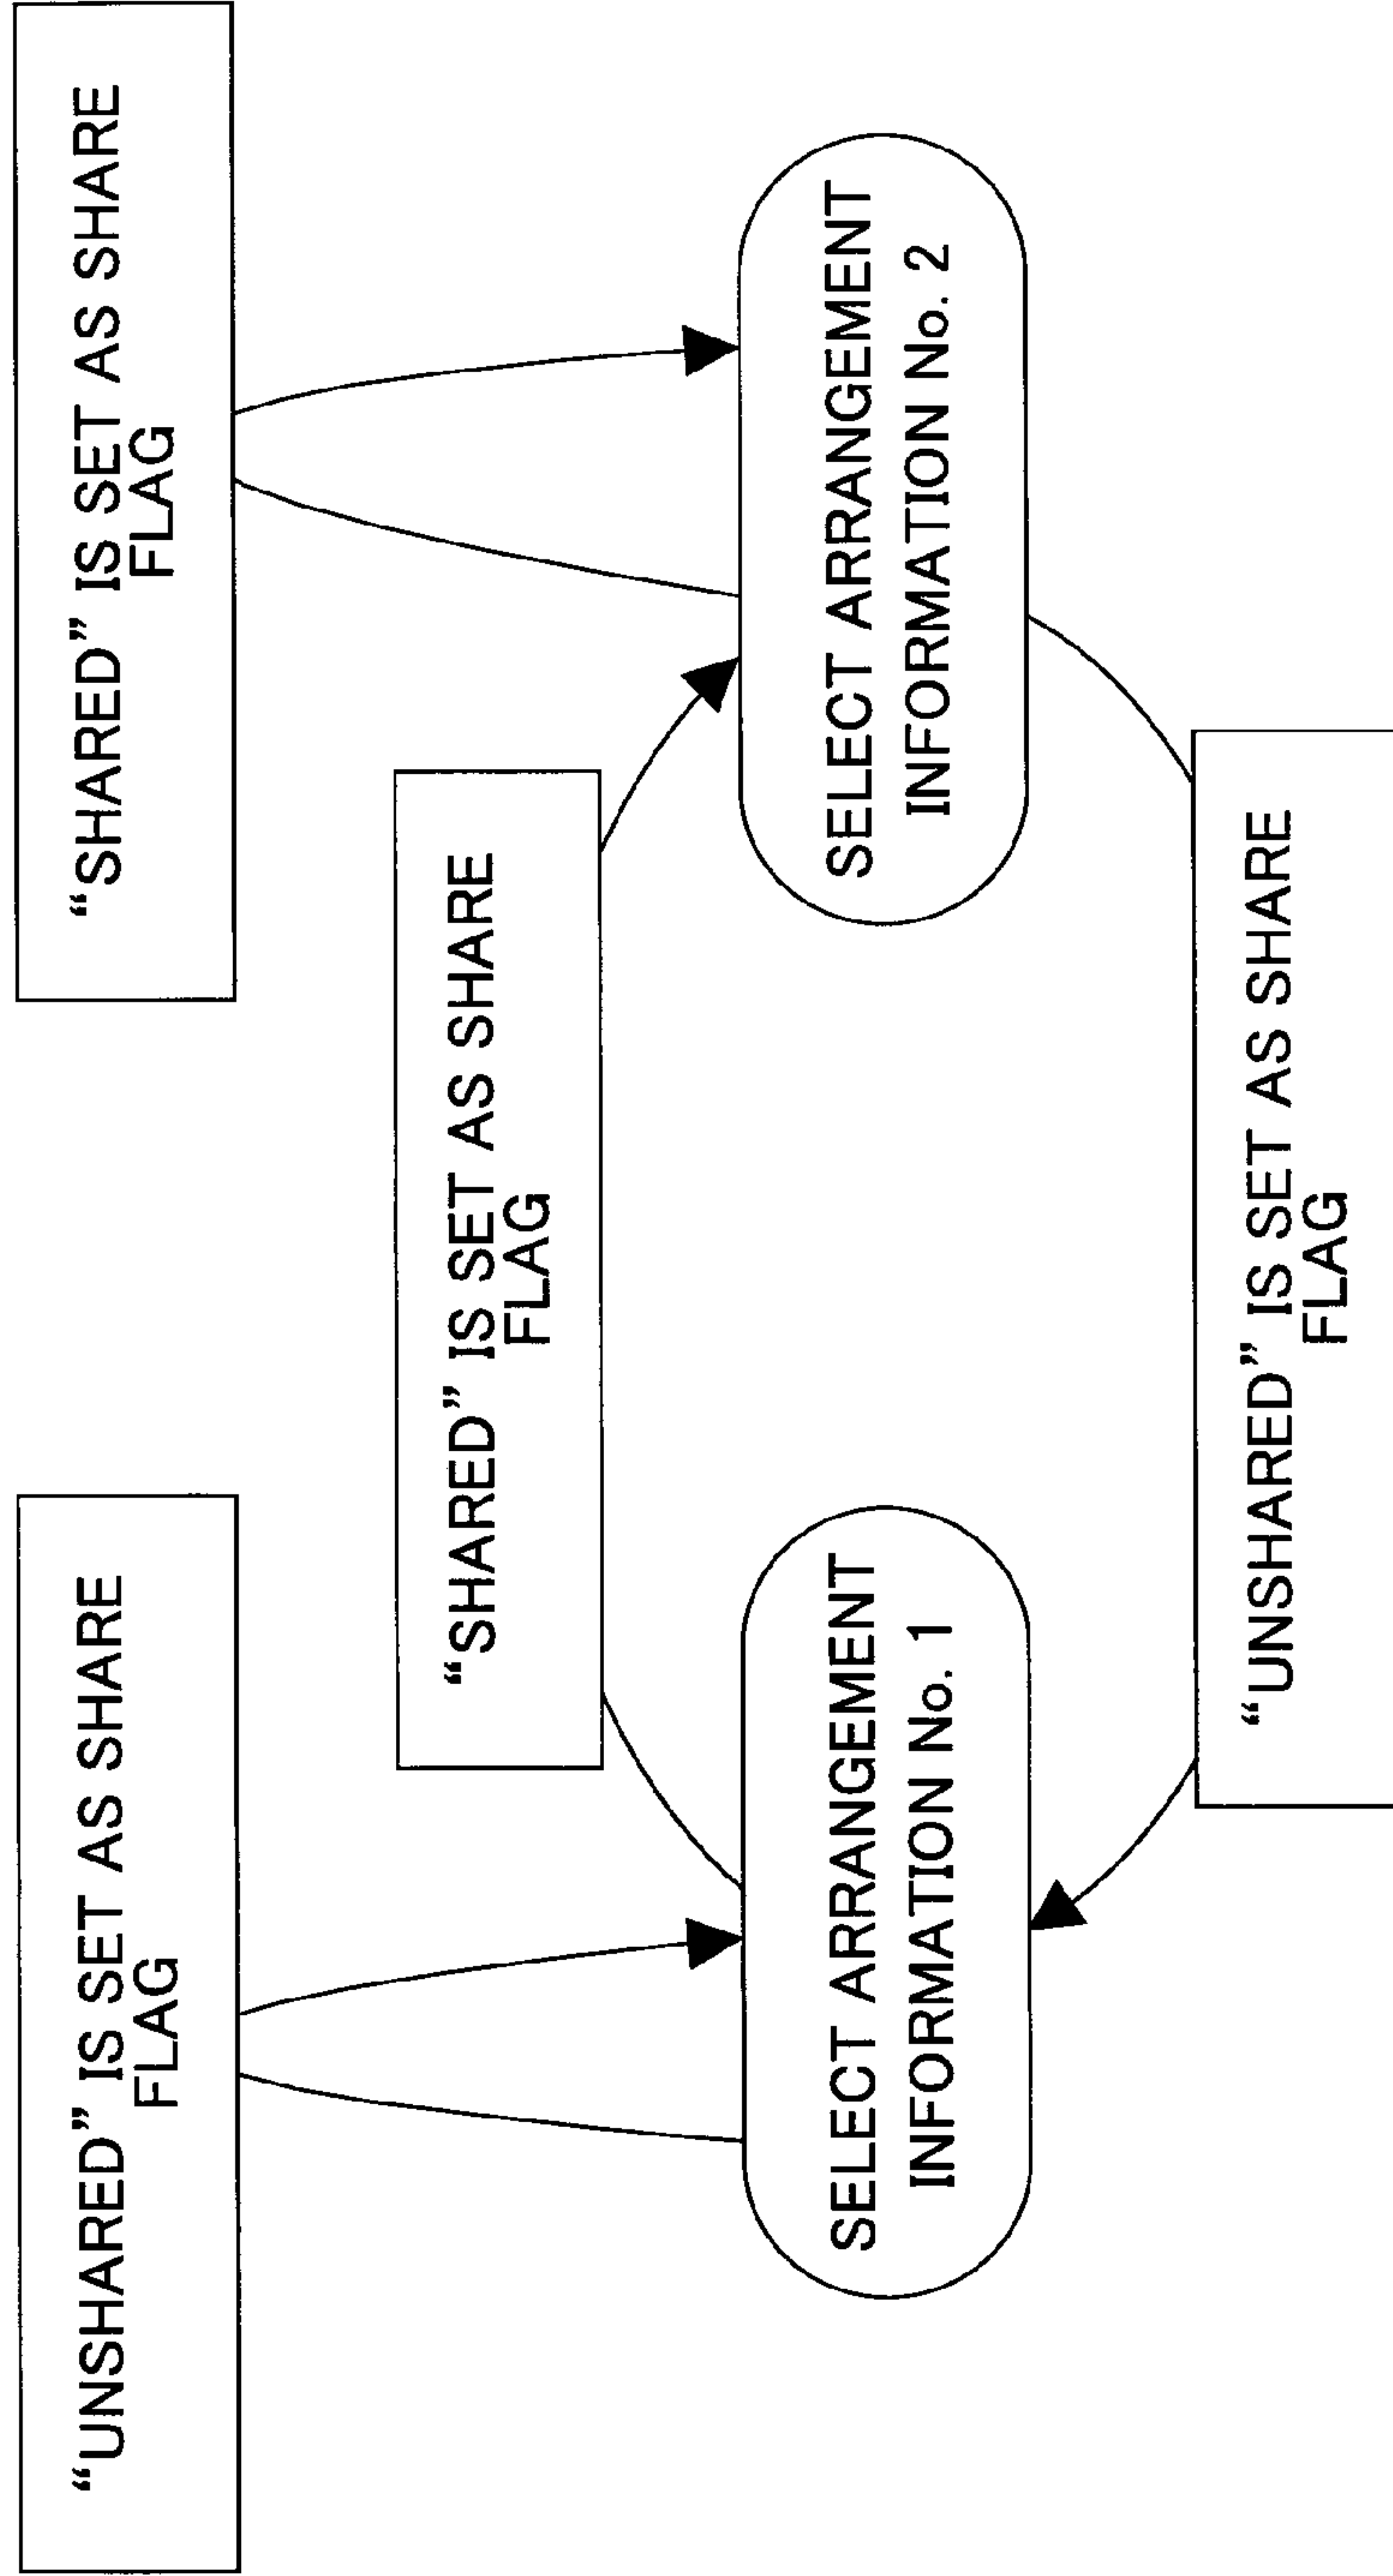 “UNSHARED” IS SET AS SHARE
FLAG
“SHARED” IS SET AS SHARE
FLAG
“SHARED” IS SET AS SHARE
FLAG
SELECT ARRANGEMENT
INFORMATION No. 1
SELECT ARRANGEMENT
INFORMATION No. 2
“UNSHARED” IS SET AS SHARE
FLAG